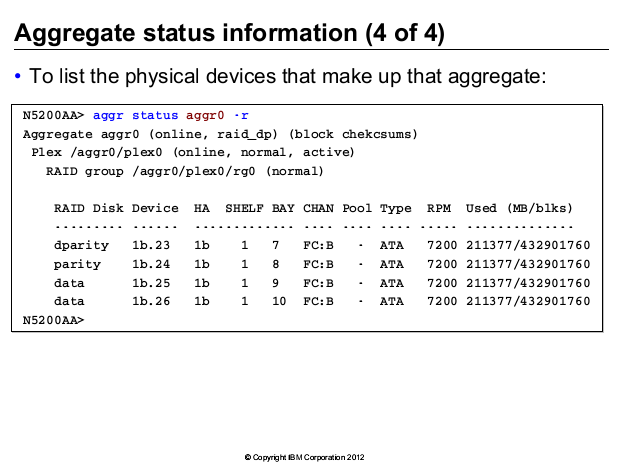 Aggregate status information (4 of 4)
• To list the physical devices that make up that aggregate:
N5200AA> aggr status aggr0 -r
Aggregate aggr0 (online, raid_dp) (block chekcsums)
Plex /aggr0/plex0 (online, normal, active)
RAID group /aggr0/plex0/rg0 (normal)
RAID Disk Device HA SHELF BAY CHAN Pool Type RPM Used (MB/blks)
--------- ------ ------------- ---- ---- ---- ----- --------------
dparity 1b.23 1b 1 7 FC:B - ATA 7200 211377/432901760
parity 1b.24 1b 1 8 FC:B - ATA 7200 211377/432901760
data 1b.25 1b 1 9 FC:B - ATA 7200 211377/432901760
data 1b.26 1b 1 10 FC:B - ATA 7200 211377/432901760
N5200AA>
© Copyright IBM Corporation 2012